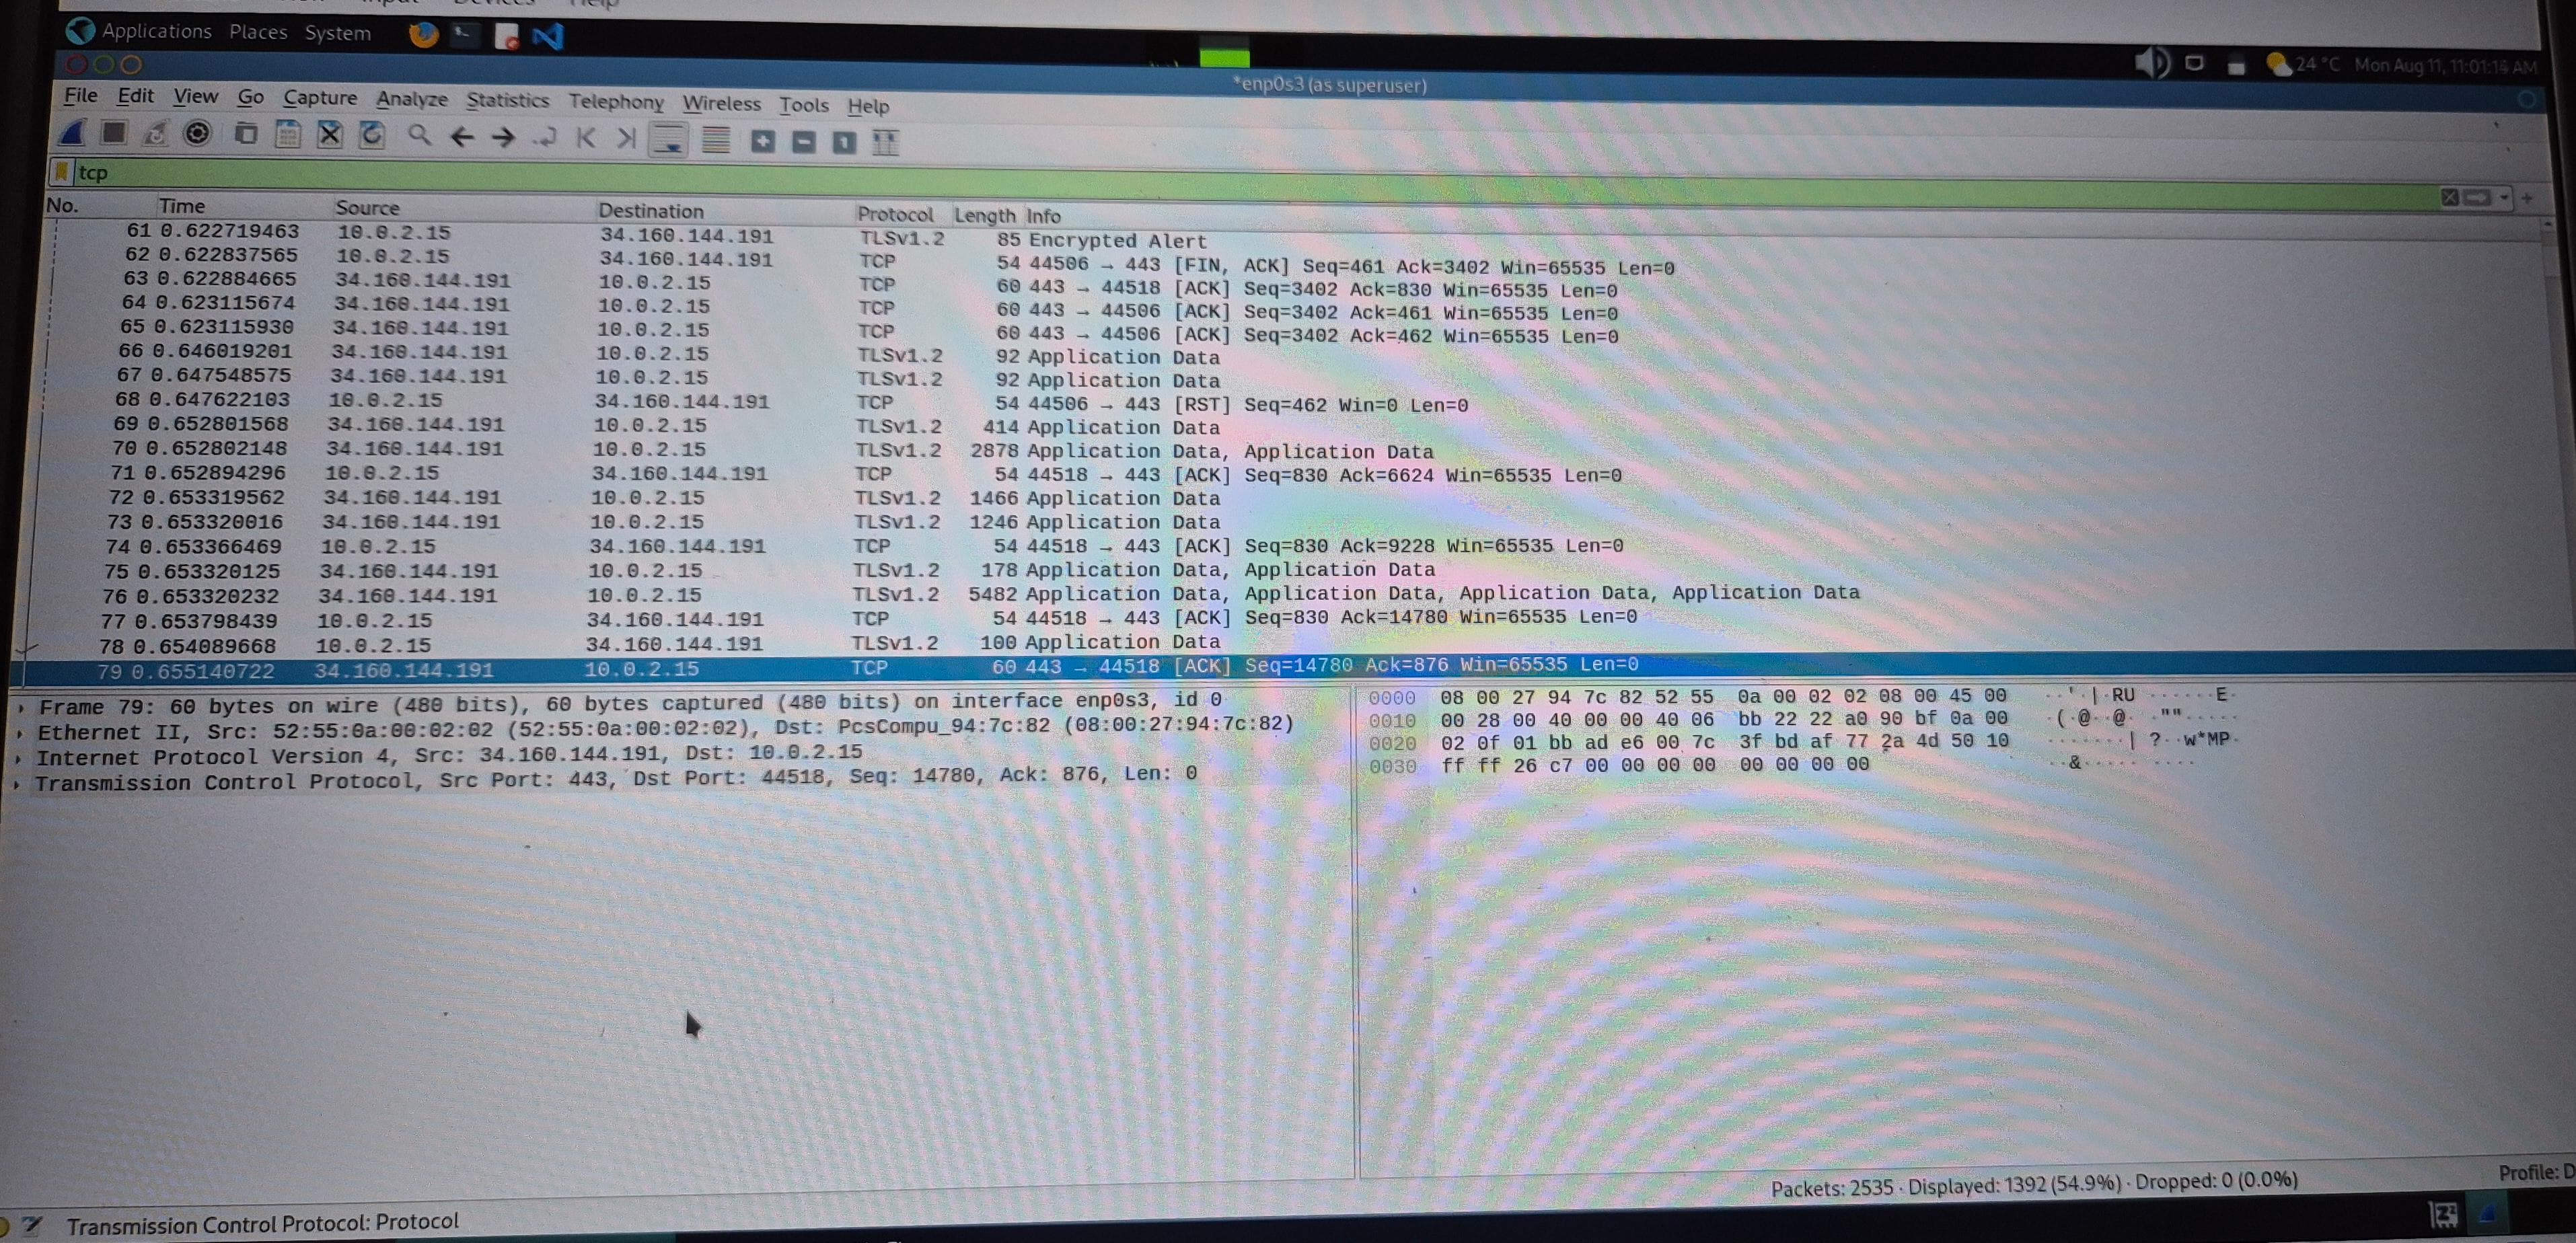 Applications Places System
24 °C Mon Aug 11, 11:01:14 AM
*enp0s3 (as superuser)
File Edit View Go Capture Analyze Statistics Telephony Wireless Tools Help
tcp
No. Time Source Destination Protocol Length Info
61 0.622719463 10.0.2.15 34.160.144.191 TLSv1.2 85 Encrypted Alert
62 0.622837565 10.0.2.15 34.160.144.191 TCP 54 44506 → 443 [FIN, ACK] Seq=461 Ack=3402 Win=65535 Len=0
63 0.622884665 34.160.144.191 10.0.2.15 TCP 60 443 → 44518 [ACK] Seq=3402 Ack=830 Win=65535 Len=0
64 0.623115674 34.160.144.191 10.0.2.15 TCP 60 443 → 44506 [ACK] Seq=3402 Ack=461 Win=65535 Len=0
65 0.623115930 34.160.144.191 10.0.2.15 TCP 60 443 → 44506 [ACK] Seq=3402 Ack=462 Win=65535 Len=0
66 0.646019201 34.160.144.191 10.0.2.15 TLSv1.2 92 Application Data
67 0.647548575 34.160.144.191 10.0.2.15 TLSv1.2 92 Application Data
68 0.647622103 10.0.2.15 34.160.144.191 TCP 54 44506 → 443 [RST] Seq=462 Win=0 Len=0
69 0.652801568 34.160.144.191 10.0.2.15 TLSv1.2 414 Application Data
70 0.652802148 34.160.144.191 10.0.2.15 TLSv1.2 2878 Application Data, Application Data
71 0.652894296 10.0.2.15 34.160.144.191 TCP 54 44518 → 443 [ACK] Seq=830 Ack=6624 Win=65535 Len=0
72 0.653319562 34.160.144.191 10.0.2.15 TLSv1.2 1466 Application Data
73 0.653320016 34.160.144.191 10.0.2.15 TLSv1.2 1246 Application Data
74 0.653366469 10.0.2.15 34.160.144.191 TCP 54 44518 → 443 [ACK] Seq=830 Ack=9228 Win=65535 Len=0
75 0.653320125 34.160.144.191 10.0.2.15 TLSv1.2 178 Application Data, Application Data
76 0.653320232 34.160.144.191 10.0.2.15 TLSv1.2 5482 Application Data, Application Data, Application Data, Application Data
77 0.653798439 10.0.2.15 34.160.144.191 TCP 54 44518 → 443 [ACK] Seq=830 Ack=14780 Win=65535 Len=0
78 0.654089668 10.0.2.15 34.160.144.191 TLSv1.2 100 Application Data
79 0.655140722 34.160.144.191 10.0.2.15 TCP 60 443 → 44518 [ACK] Seq=14780 Ack=876 Win=65535 Len=0
Frame 79: 60 bytes on wire (480 bits), 60 bytes captured (480 bits) on interface enp0s3, id 0
Ethernet II, Src: 52:55:0a:00:02:02 (52:55:0a:00:02:02), Dst: PcsCompu_94:7c:82 (08:00:27:94:7c:82)
Internet Protocol Version 4, Src: 34.160.144.191, Dst: 10.0.2.15
Transmission Control Protocol, Src Port: 443, Dst Port: 44518, Seq: 14780, Ack: 876, Len: 0
0000 08 00 27 94 7c 82 52 55 0a 00 02 02 08 00 45 00 ··'·|·RU ······E·
0010 00 28 00 40 00 00 40 06 bb 22 22 a0 90 bf 0a 00 ·(·@··@· ·""·····
0020 02 0f 01 bb ad e6 00 7c 3f bd af 77 2a 4d 50 10 ·······| ?··w*MP·
0030 ff ff 26 c7 00 00 00 00 00 00 00 00 ··&····· ····
Packets: 2535 · Displayed: 1392 (54.9%) · Dropped: 0 (0.0%)
Profile: D
Transmission Control Protocol: Protocol